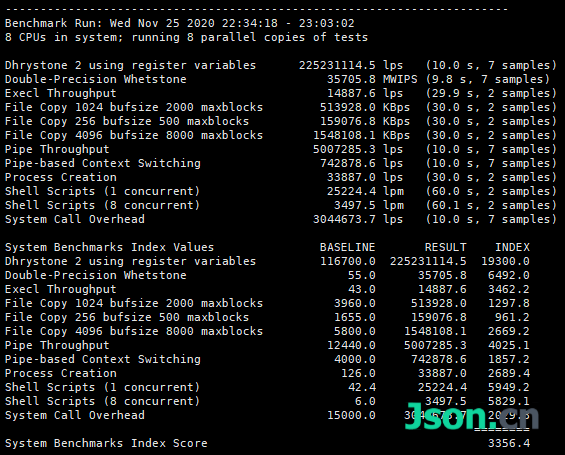 ------------------------------------------------------------------------
Benchmark Run: Wed Nov 25 2020 22:34:18 - 23:03:02
8 CPUs in system; running 8 parallel copies of tests

Dhrystone 2 using register variables 225231114.5 lps (10.0 s, 7 samples)
Double-Precision Whetstone 35705.8 MWIPS (9.8 s, 7 samples)
Execl Throughput 14887.6 lps (29.9 s, 2 samples)
File Copy 1024 bufsize 2000 maxblocks 513928.0 KBps (30.0 s, 2 samples)
File Copy 256 bufsize 500 maxblocks 159076.8 KBps (30.0 s, 2 samples)
File Copy 4096 bufsize 8000 maxblocks 1548108.1 KBps (30.0 s, 2 samples)
Pipe Throughput 5007285.3 lps (10.0 s, 7 samples)
Pipe-based Context Switching 742878.6 lps (10.0 s, 7 samples)
Process Creation 33887.0 lps (30.0 s, 2 samples)
Shell Scripts (1 concurrent) 25224.4 lpm (60.0 s, 2 samples)
Shell Scripts (8 concurrent) 3497.5 lpm (60.1 s, 2 samples)
System Call Overhead 3044673.7 lps (10.0 s, 7 samples)

System Benchmarks Index Values BASELINE RESULT INDEX
Dhrystone 2 using register variables 116700.0 225231114.5 19300.0
Double-Precision Whetstone 55.0 35705.8 6492.0
Execl Throughput 43.0 14887.6 3462.2
File Copy 1024 bufsize 2000 maxblocks 3960.0 513928.0 1297.8
File Copy 256 bufsize 500 maxblocks 1655.0 159076.8 961.2
File Copy 4096 bufsize 8000 maxblocks 5800.0 1548108.1 2669.2
Pipe Throughput 12440.0 5007285.3 4025.1
Pipe-based Context Switching 4000.0 742878.6 1857.2
Process Creation 126.0 33887.0 2689.4
Shell Scripts (1 concurrent) 42.4 25224.4 5949.2
Shell Scripts (8 concurrent) 6.0 3497.5 5829.1
System Call Overhead 15000.0
Json.cn
System Benchmarks Index Score 3356.4